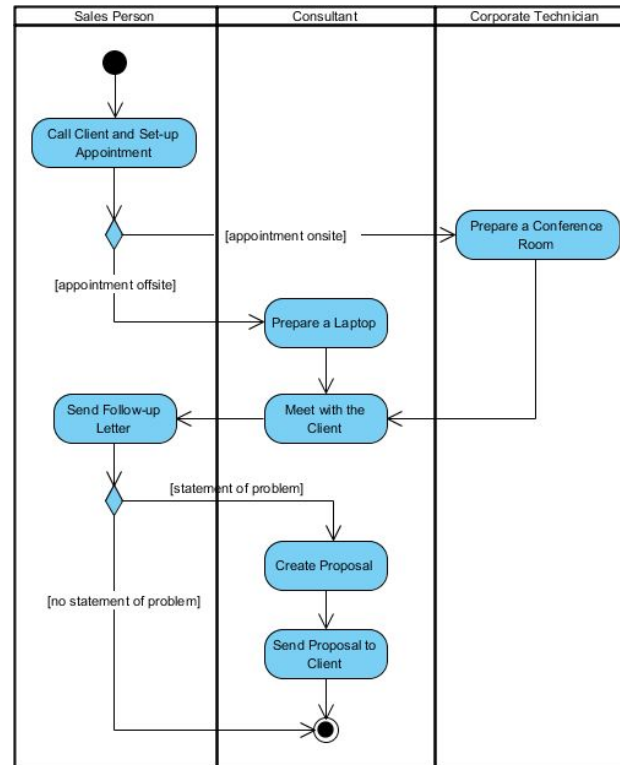 Sales Person
Consultant
Corporate Technician
Call Client and Set-up
Appointment
[appointment onsite]
Prepare a Conference
Room
[appointment offsite]
Prepare a Laptop
Send Follow-up
Letter
Meet with the
Client
[statement of problem]
Create Proposal
[no statement of problem]
Send Proposal to
Client